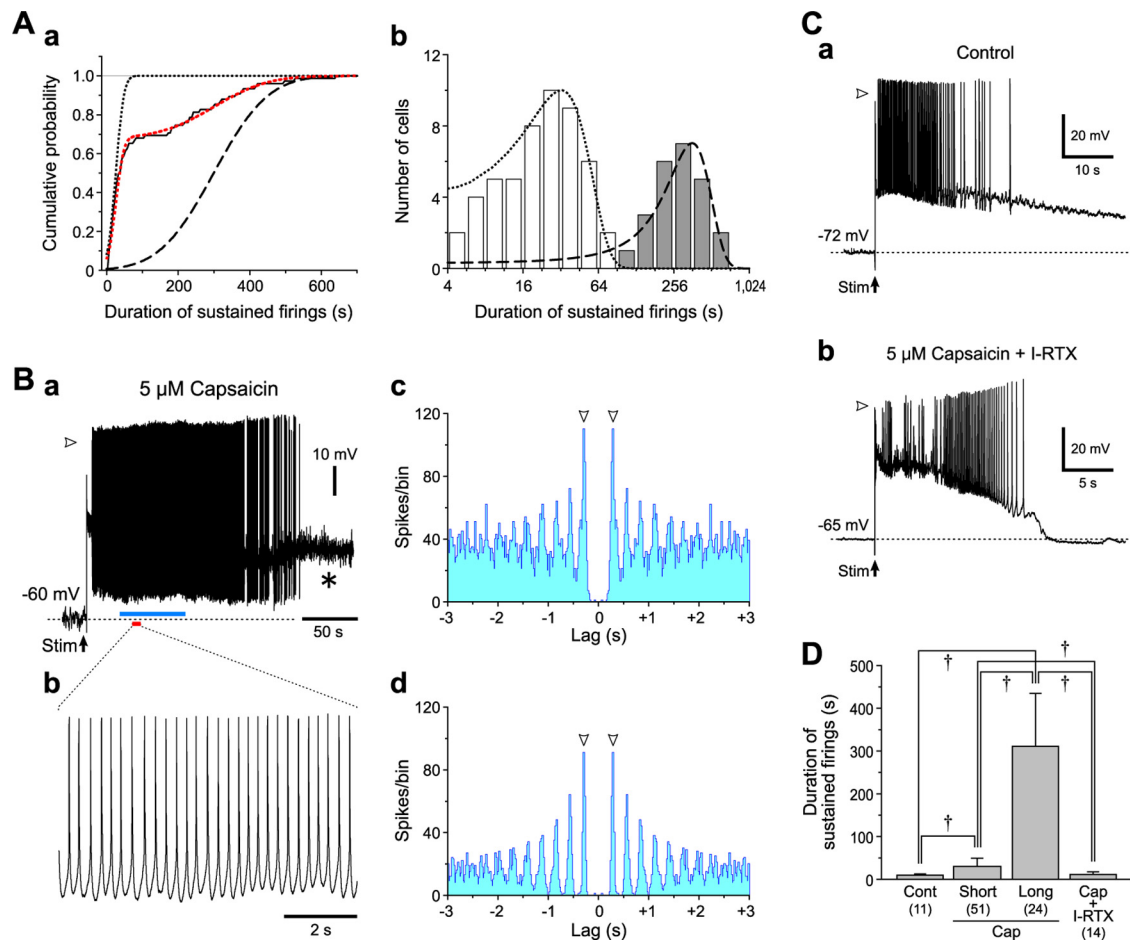 A
a
Cumulative probability
1.0
0.8
0.6
0.4
0.2
0
0 200 400 600
Duration of sustained firings (s)
b
Number of cells
12
8
4
0
4 16 64 256 1,024
Duration of sustained firings (s)
C
a
Control
20 mV
10 s
-72 mV
Stim
b
5 µM Capsaicin + I-RTX
20 mV
5 s
-65 mV
Stim
B
a
5 µM Capsaicin
10 mV
-60 mV
*
50 s
Stim
b
2 s
c
Spikes/bin
120
80
40
0
-3 -2 -1 0 +1 +2 +3
Lag (s)
d
Spikes/bin
120
80
40
0
-3 -2 -1 0 +1 +2 +3
Lag (s)
D
Duration of
sustained firings (s)
500
400
300
200
100
0
†
†
† †
†
Cont Short Long Cap
+
I-RTX
(11) (51) (24) (14)
Cap